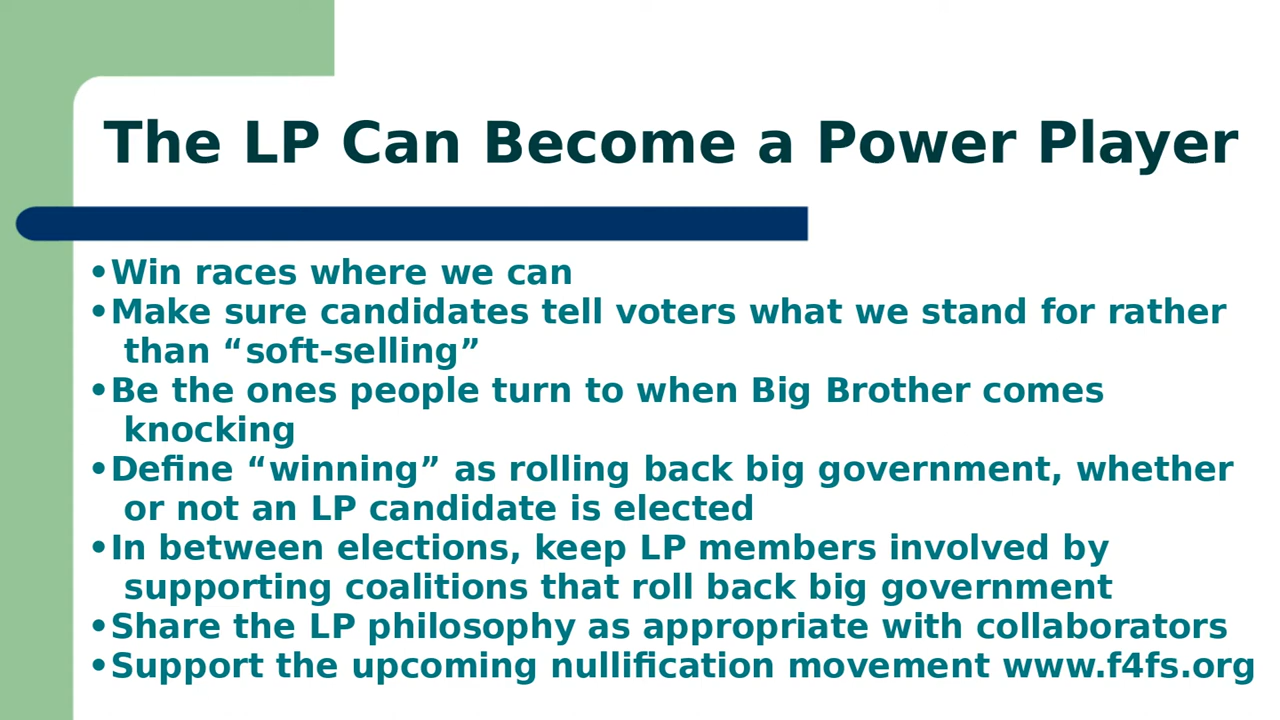 The LP Can Become a Power Player
•Win races where we can
•Make sure candidates tell voters what we stand for rather
than “soft-selling”
•Be the ones people turn to when Big Brother comes
knocking
•Define “winning” as rolling back big government, whether
or not an LP candidate is elected
•In between elections, keep LP members involved by
supporting coalitions that roll back big government
•Share the LP philosophy as appropriate with collaborators
•Support the upcoming nullification movement www.f4fs.org